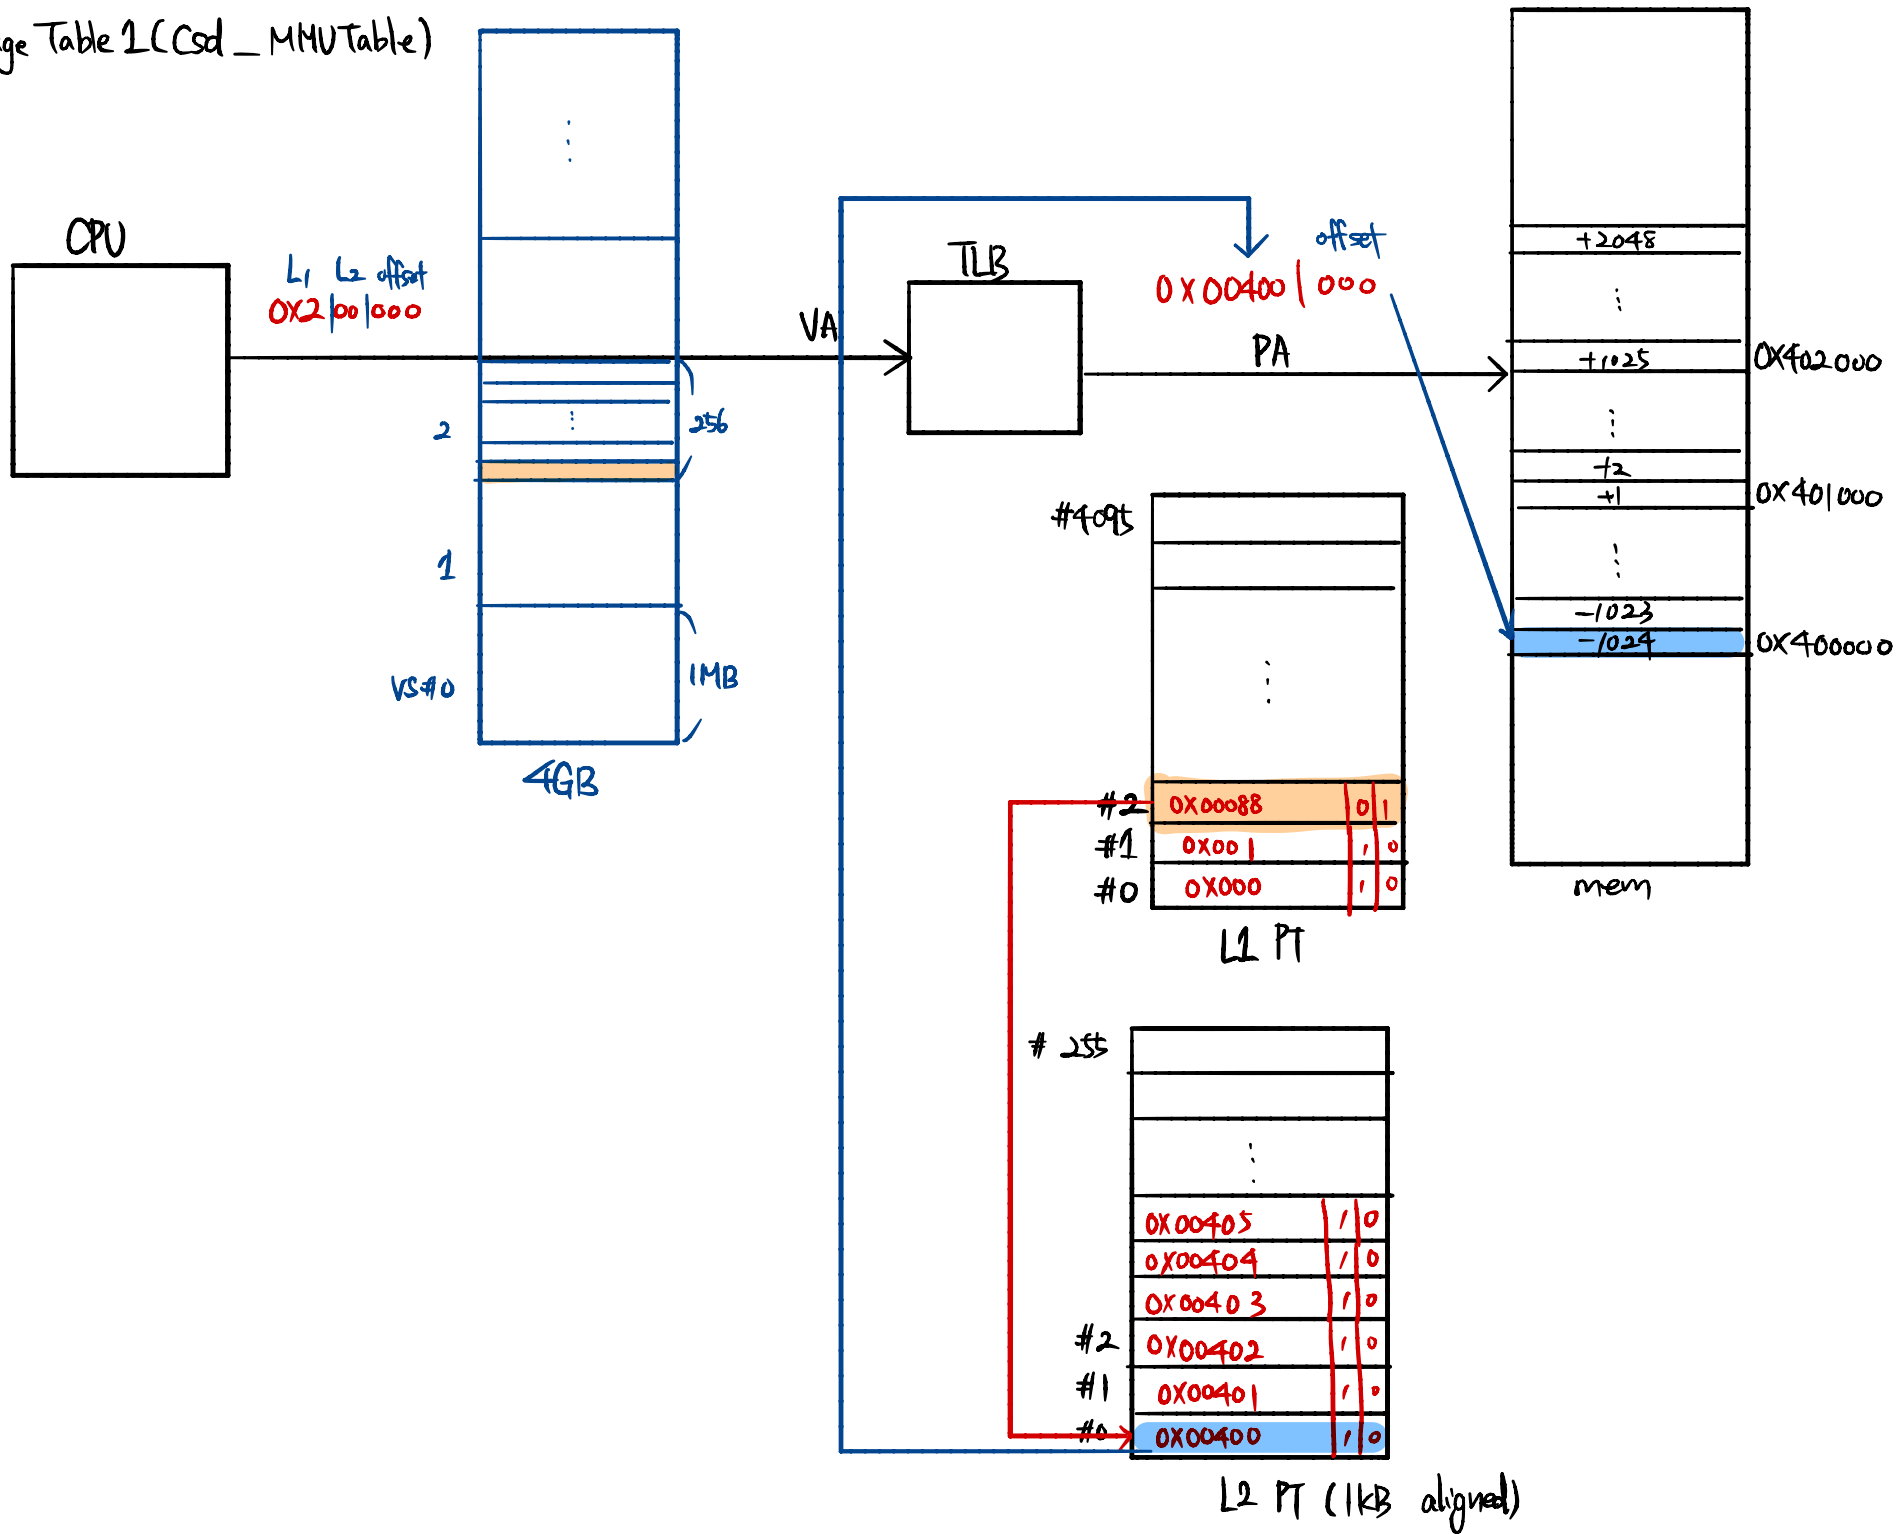 ge Table 1 (Csd_MMUTable)
CPU
L1 L2 offset
0x2|00|000
2
256
1
VS#0
1MB
4GB
VA
TLB
offset
0x00400|000
PA
+2048
+1025 0x402000
+2
+1 0x401000
-1023
-1024 0x400000
mem
#4095
#2 0x00088 0 1
#1 0x001 1 0
#0 0x000 1 0
L1 PT
# 255
0x00405 1 0
0x00404 1 0
0x00403 1 0
#2 0x00402 1 0
#1 0x00401 1 0
#0 0x00400 1 0
L2 PT (1kB aligned)